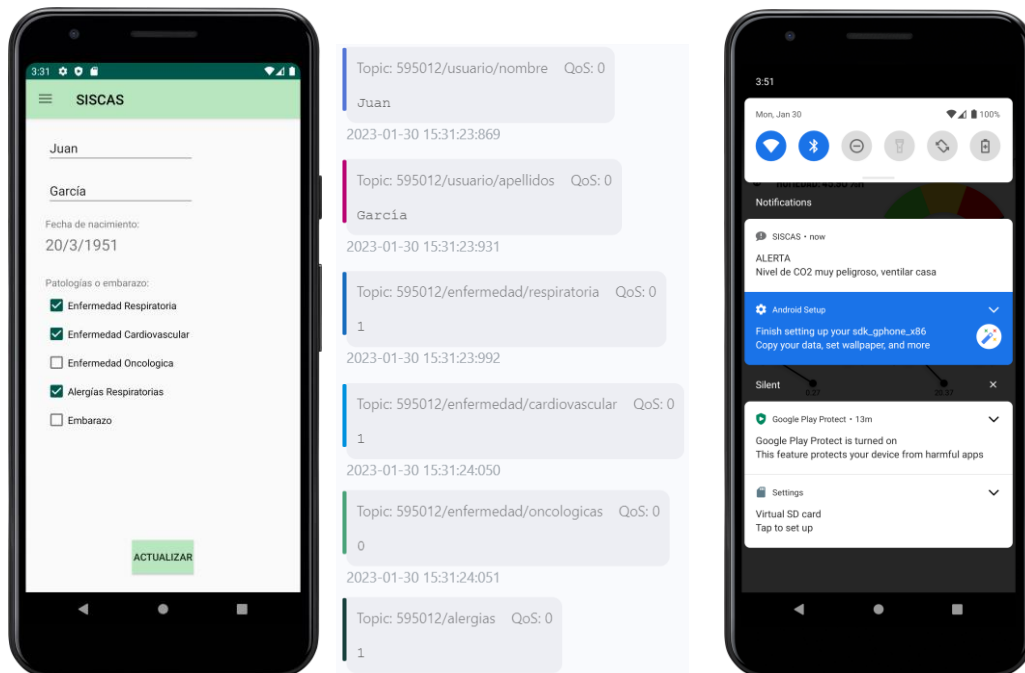 3:31
SISCAS
Juan
García
Fecha de nacimiento:
20/3/1951
Patologías o embarazo:
Enfermedad Respiratoria
Enfermedad Cardiovascular
Enfermedad Oncologica
Alergías Respiratorias
Embarazo
ACTUALIZAR
Topic: 595012/usuario/nombre QoS: 0
Juan
2023-01-30 15:31:23:869
Topic: 595012/usuario/apellidos QoS: 0
García
2023-01-30 15:31:23:931
Topic: 595012/enfermedad/respiratoria QoS: 0
1
2023-01-30 15:31:23:992
Topic: 595012/enfermedad/cardiovascular QoS: 0
1
2023-01-30 15:31:24:050
Topic: 595012/enfermedad/oncologicas QoS: 0
0
2023-01-30 15:31:24:051
Topic: 595012/alergias QoS: 0
1
3:51
Mon, Jan 30
100%
Notifications
SISCAS • now
ALERTA
Nivel de CO2 muy peligroso, ventilar casa
Android Setup
Finish setting up your sdk_gphone_x86
Copy your data, set wallpaper, and more
Silent
Google Play Protect • 13m
Google Play Protect is turned on
This feature protects your device from harmful apps
Settings
Virtual SD card
Tap to set up